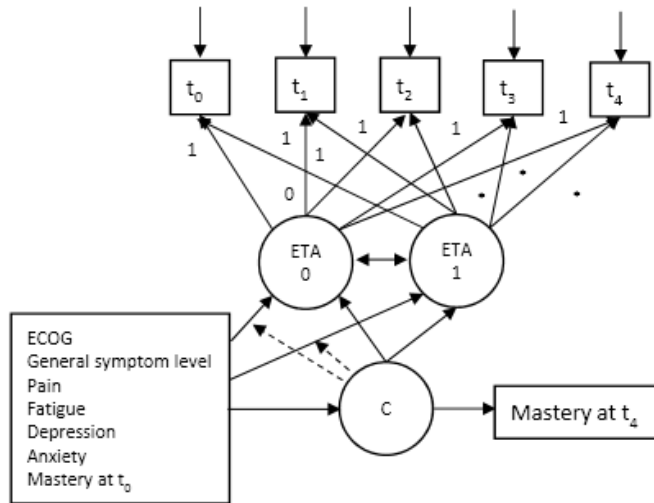 t0 t1 t2 t3 t4
1 1 1 1 1 1
0 * * *
ETA 0
ETA 1
ECOG
General symptom level
Pain
Fatigue
Depression
Anxiety
Mastery at t0
C
Mastery at t4